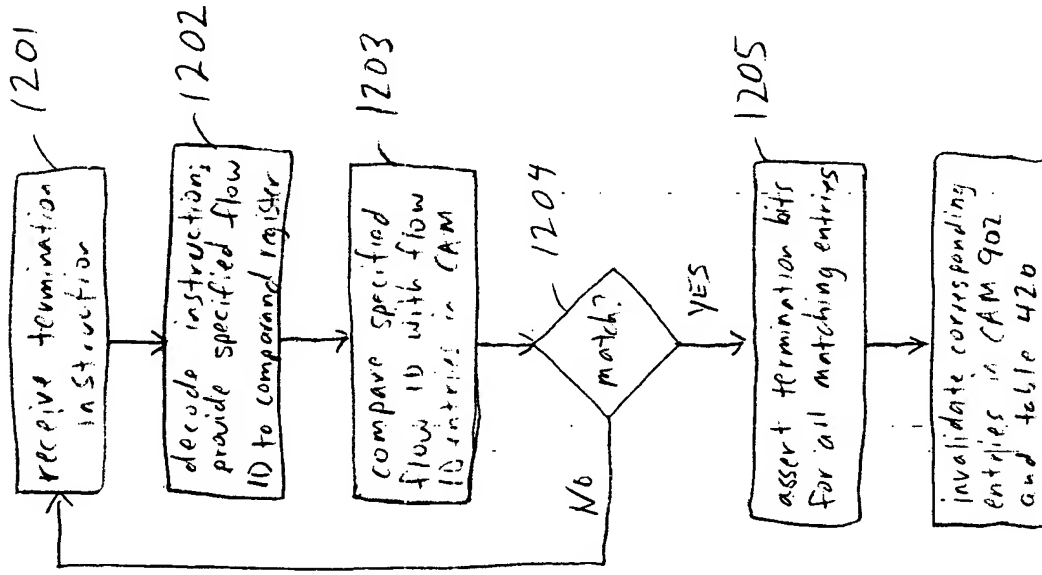 1201
receive termination
instruction
1202
decode instruction;
provide specified flow
ID to comparand register
1203
compare specified
flow ID with flow
ID entries in CAM
1204
match?
NO
YES
1205
assert termination bits
for all matching entries
invalidate corresponding
entries in CAM 902
and table 420